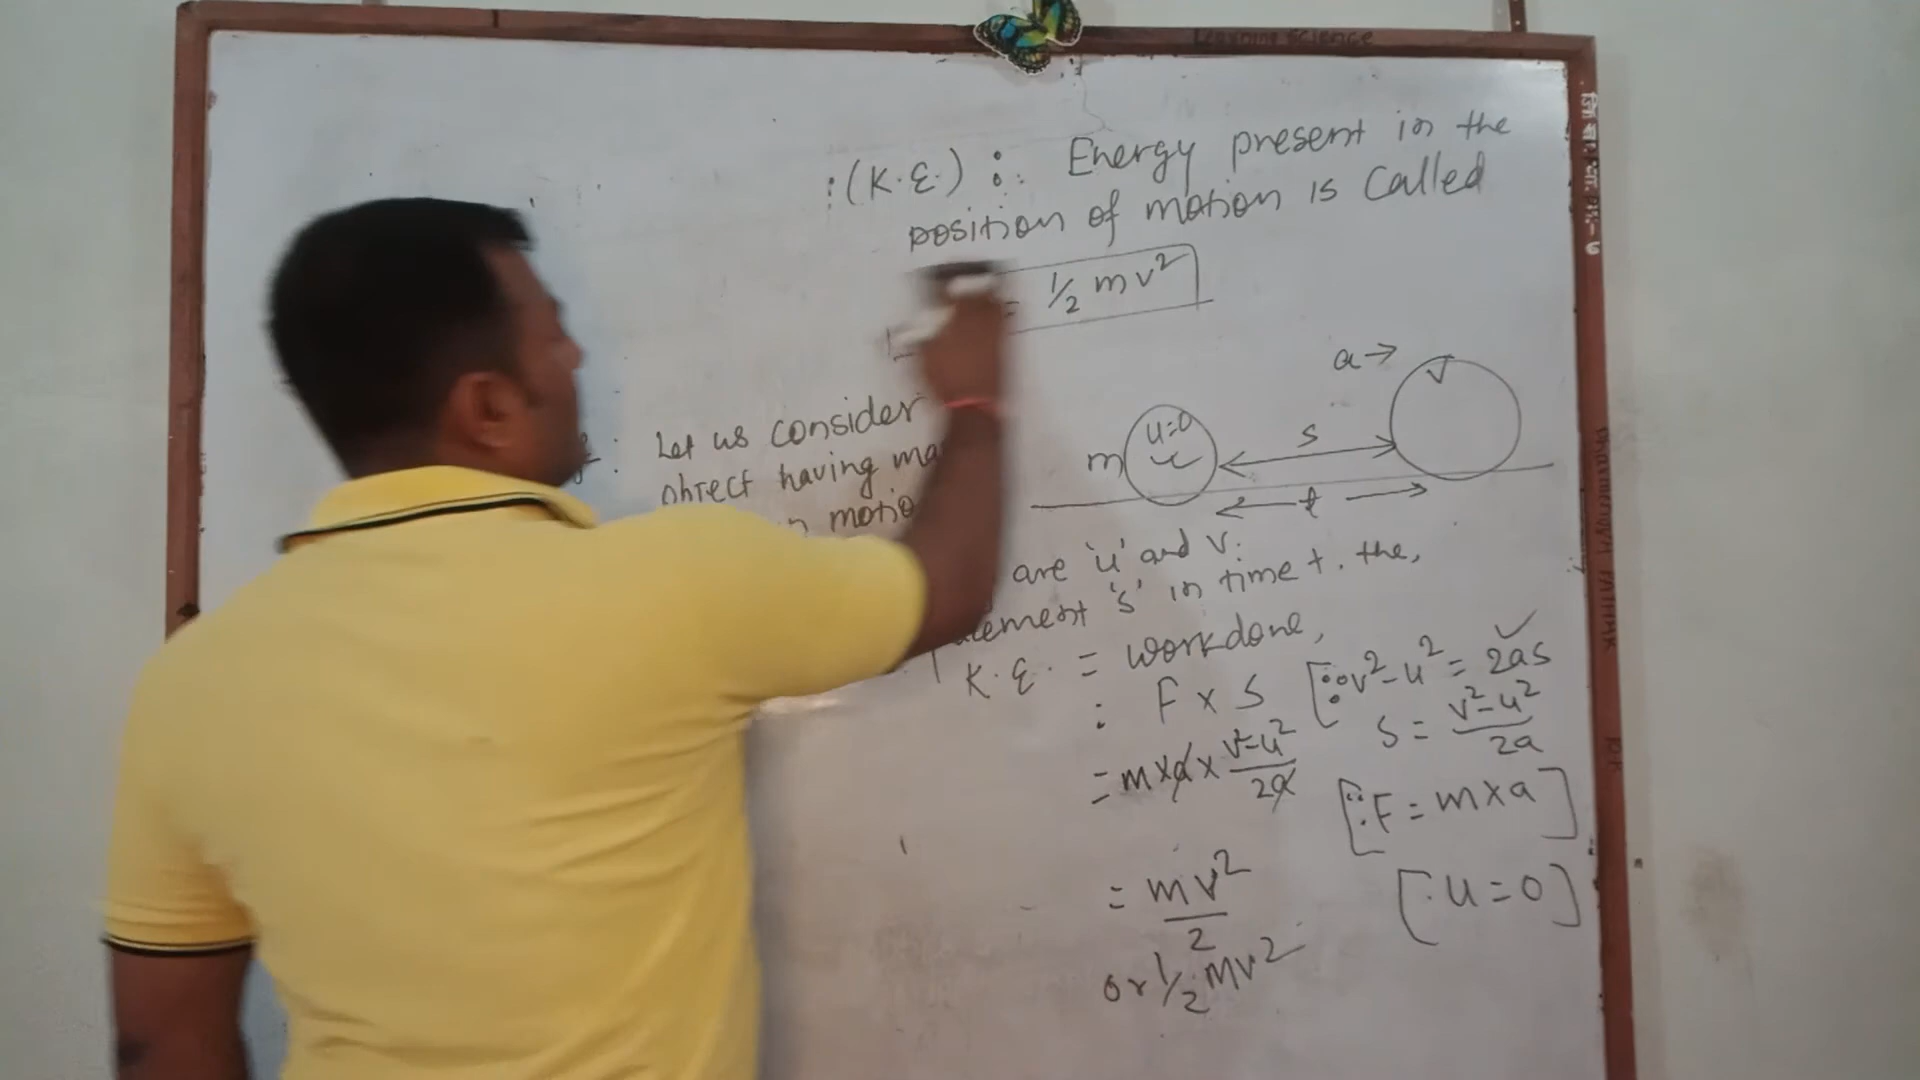 Learning Science
:(K.E.) : Energy present in the
position of motion is called
= 1/2 mv²
a→
v
u=0
m
s
t
: Let us consider
object having ma
motio
are 'u' and v.
ement 's' in time t. the,
K.E. = workdone,
: F x S
[∵v²-u² = 2as
S = v²-u²/2a
= m x a x v²-u²/2a
[∵F = m x a]
= mv²/2
[∵u=0]
or 1/2 mv²